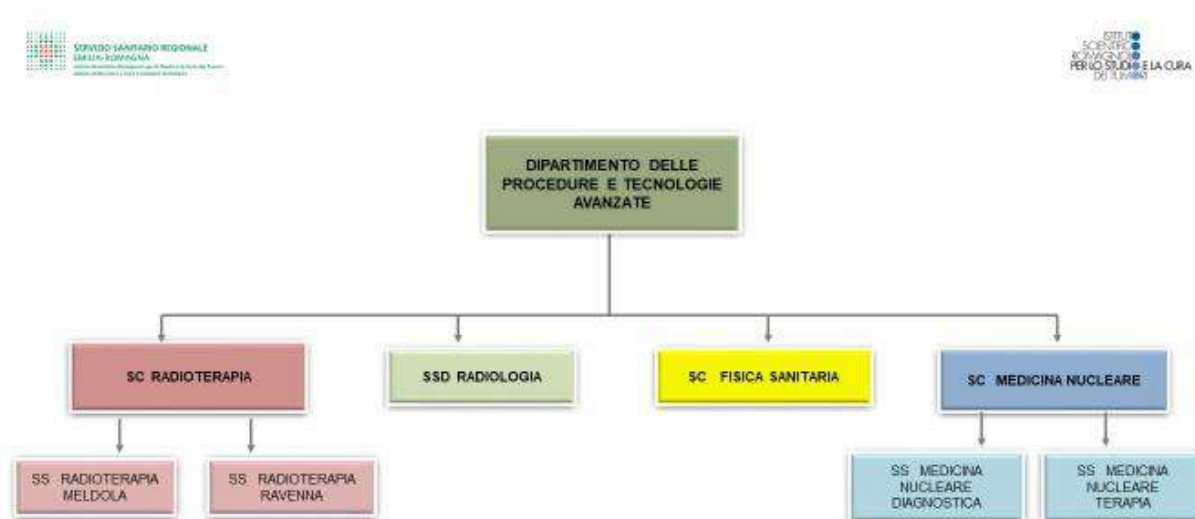 SERVIZIO SANITARIO REGIONALE
EMILIA-ROMAGNA
ISTITUTO
SCIENTIFICO
ROMAGNOLO
PER LO STUDIO E LA CURA
DEI TUMORI
DIPARTIMENTO DELLE
PROCEDURE E TECNOLOGIE
AVANZATE
SC RADIOTERAPIA
SSD RADIOLOGIA
SC FISICA SANITARIA
SC MEDICINA NUCLEARE
SS RADIOTERAPIA
MELDOLA
SS RADIOTERAPIA
RAVENNA
SS MEDICINA
NUCLEARE
DIAGNOSTICA
SS MEDICINA
NUCLEARE
TERAPIA